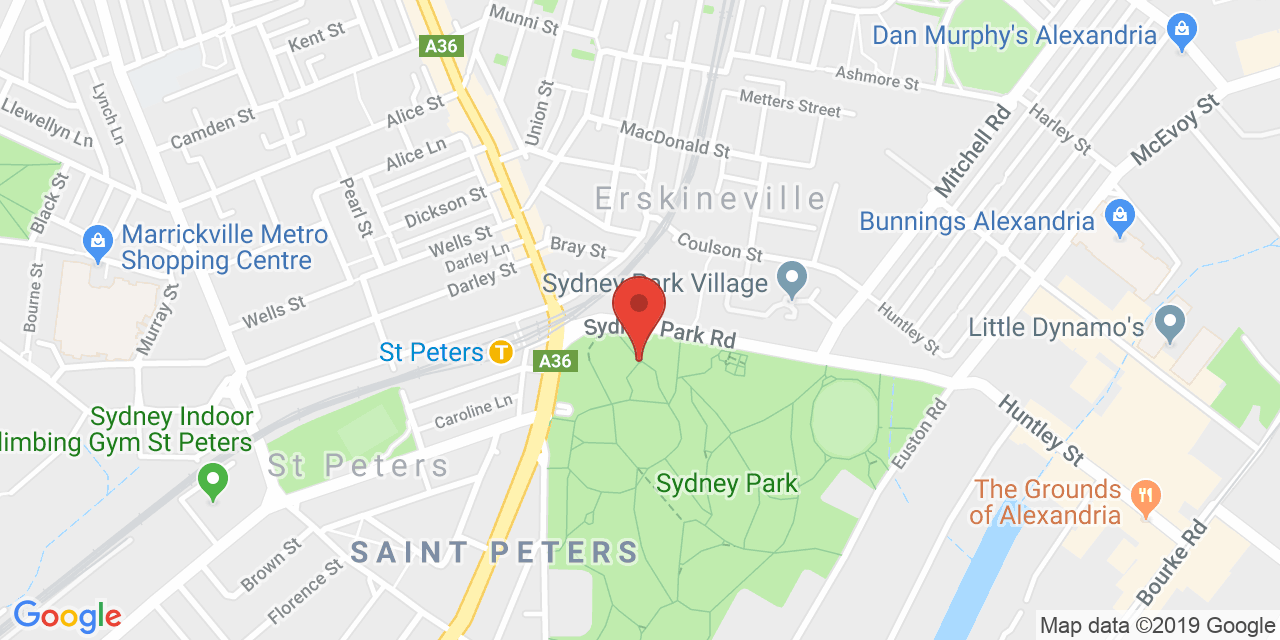 Munni St
Kent St
A36
Dan Murphy's Alexandria
Ashmore St
Llewellyn Ln
Lynch Ln
Camden St
Alice St
Union St
Metters Street
Harley St
McEvoy St
MacDonald St
Mitchell Rd
Alice Ln
Black St
Pearl St
Dickson St
Erskineville
Bunnings Alexandria
Marrickville Metro
Shopping Centre
Wells St
Darley Ln
Darley St
Bray St
Coulson St
Bourne St
Murray St
Wells St
Sydney Park Village
Huntley St
Little Dynamo's
St Peters
T
A36
Sydney Park Rd
Sydney Indoor
limbing Gym St Peters
Caroline Ln
Euston Rd
Huntley St
St Peters
Sydney Park
The Grounds
of Alexandria
SAINT PETERS
Brown St
Florence St
Bourke Rd
Google
Map data ©2019 Google